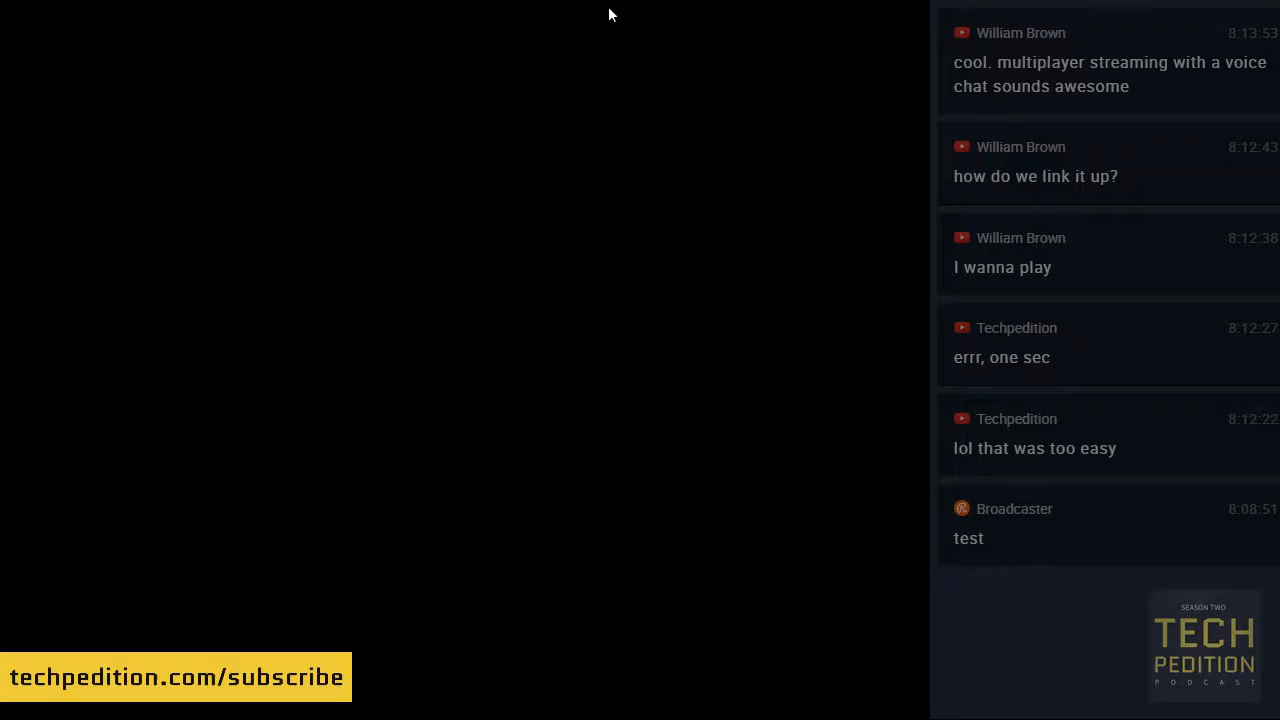 William Brown 8:13:53
cool. multiplayer streaming with a voice
chat sounds awesome
William Brown 8:12:43
how do we link it up?
William Brown 8:12:38
I wanna play
Techpedition 8:12:27
errr, one sec
Techpedition 8:12:22
lol that was too easy
Broadcaster 8:08:51
test
SEASON TWO
TECH
PEDITION
PODCAST
techpedition.com/subscribe